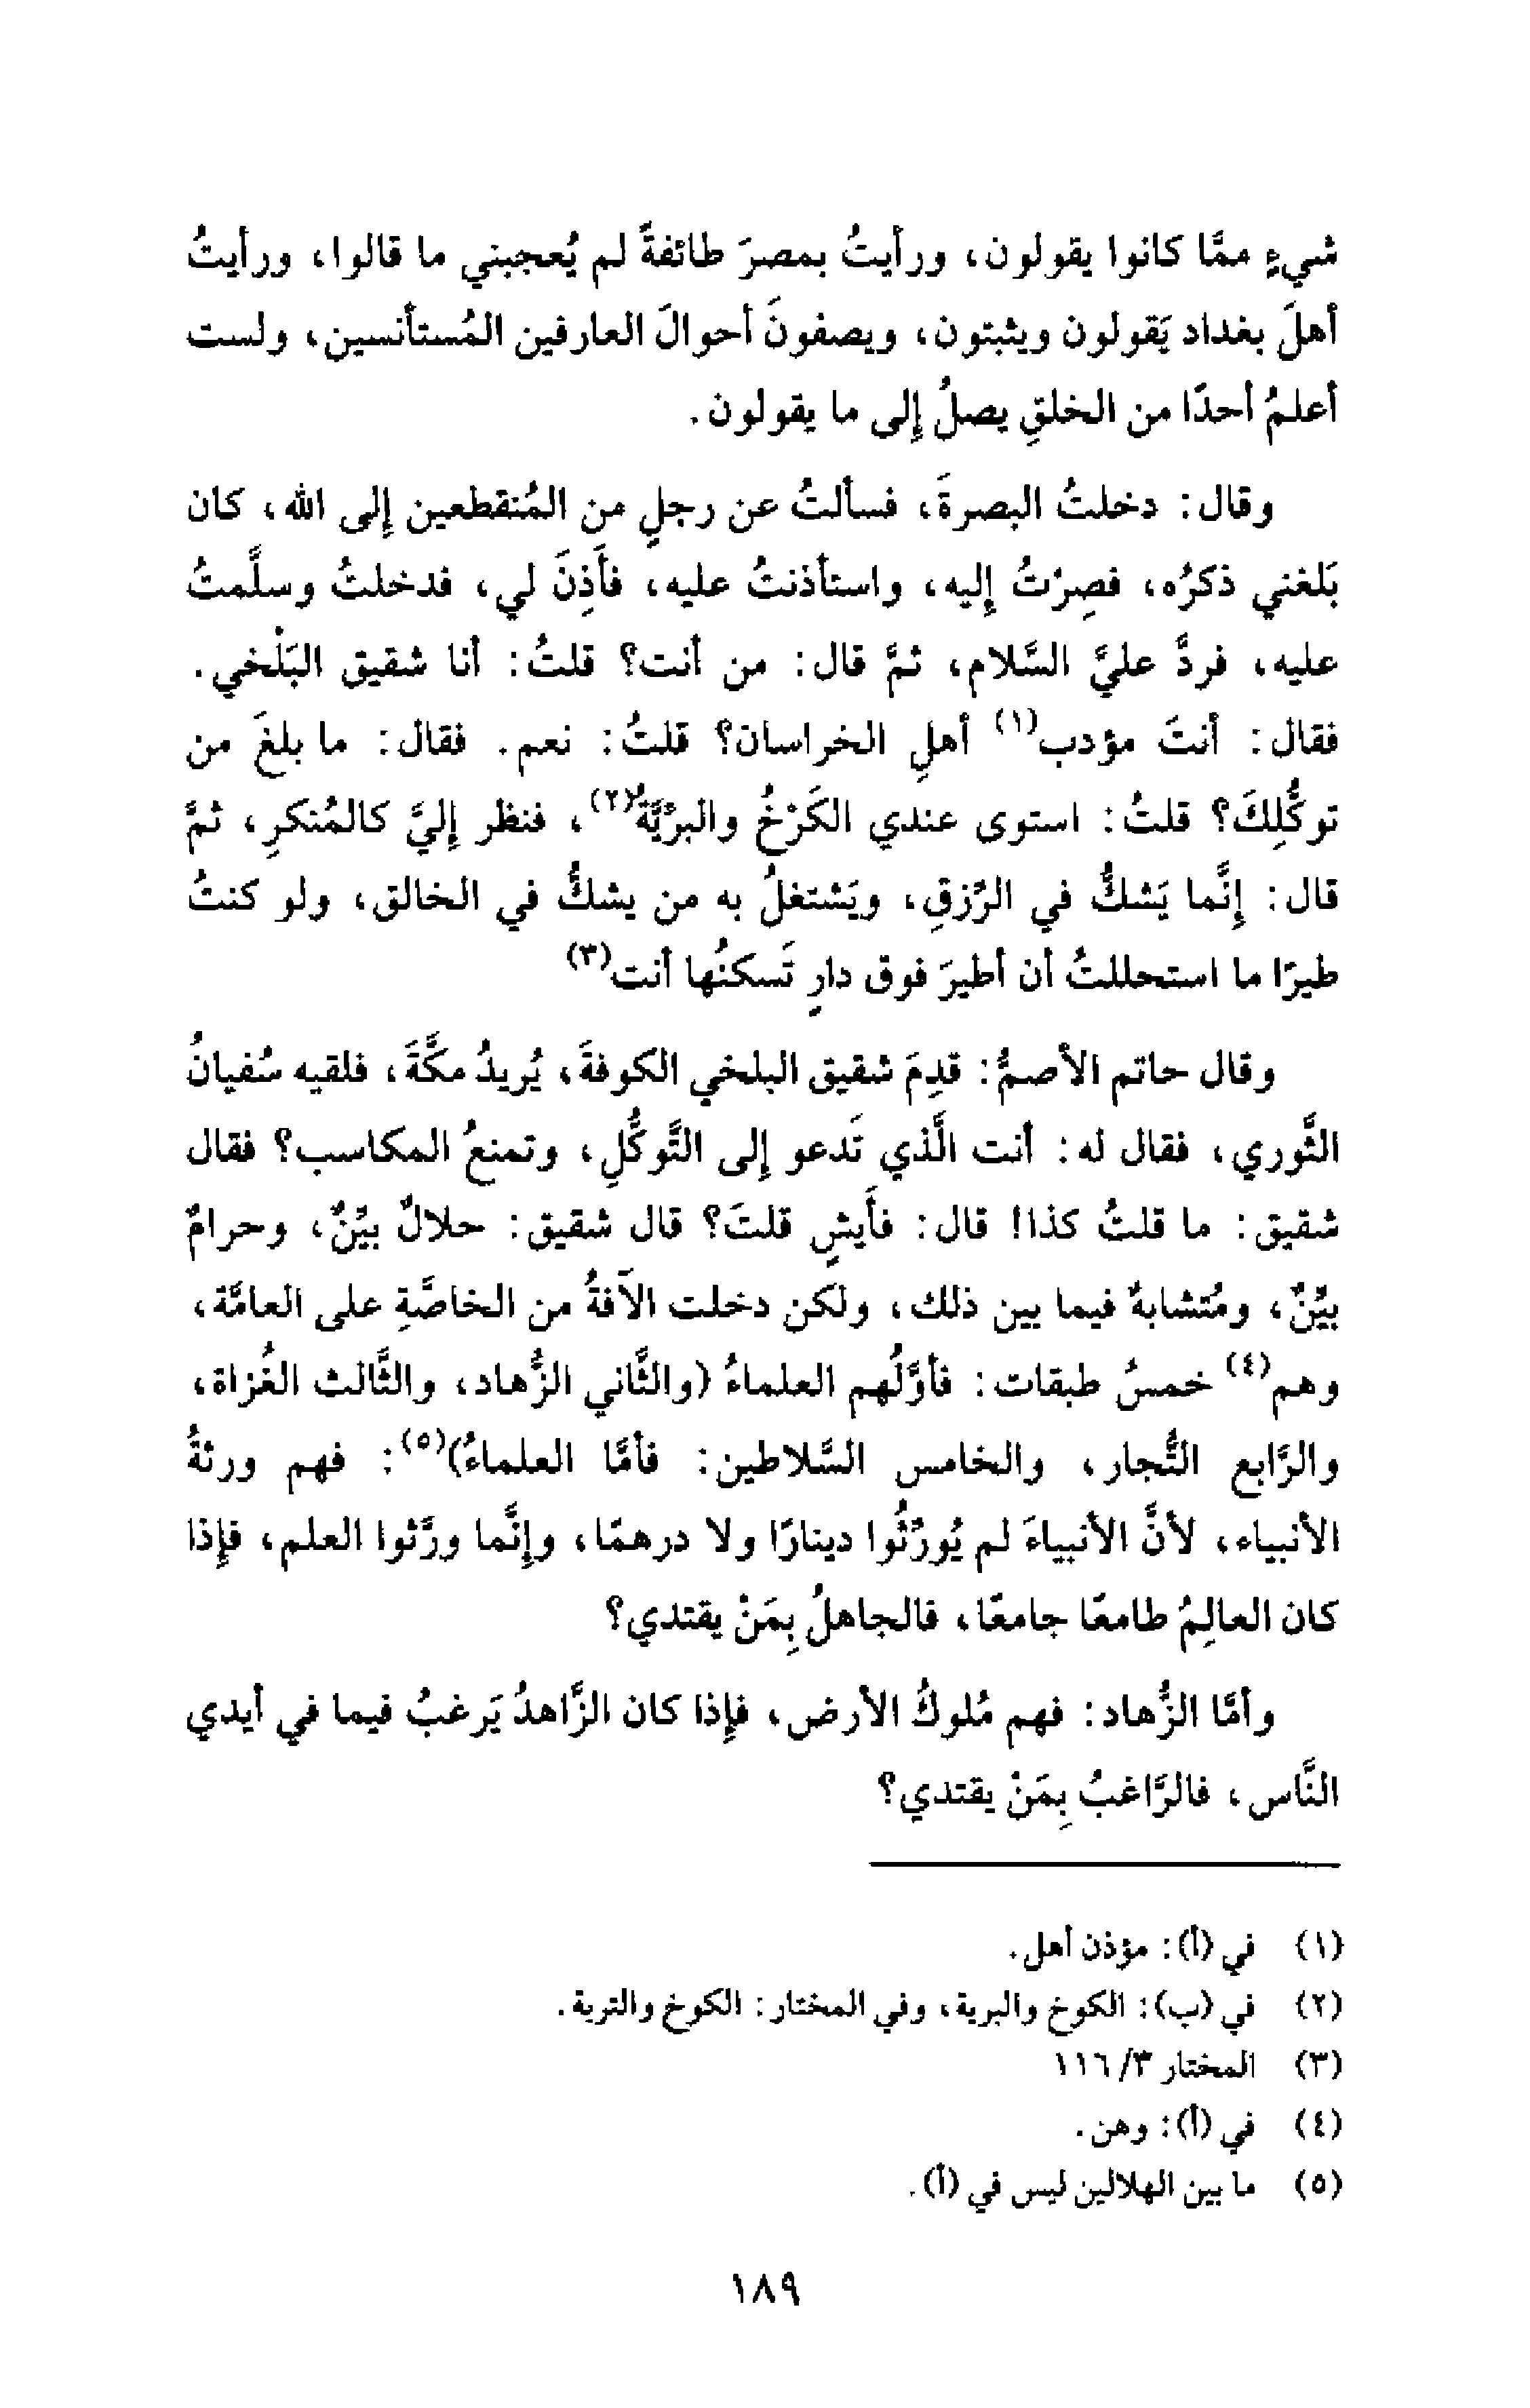 شيءٍ ممَّا كانوا يقولون، ورأيتُ بمصرَ طائفةً لم يُعجبني ما قالوا، ورأيتُ
أهلَ بغداد يَقولون ويثبتون، ويصفونَ أحوالَ العارفين المُستأنسين، ولست
أعلمُ أحدًا من الخلقِ يصلُ إلى ما يقولون.
وقال: دخلتُ البصرةَ، فسألتُ عن رجلٍ من المُنقطعين إلى الله، كان
بَلغني ذكرُه، فصِرْتُ إليه، واستأذنتُ عليه، فأَذِنَ لي، فدخلتُ وسلَّمتُ
عليه، فردَّ عليَّ السَّلام، ثمَّ قال: من أنت؟ قلتُ: أنا شقيق البَلْخي.
فقال: أنتَ مؤدب(١) أهلِ الخراسان؟ قلتُ: نعم. فقال: ما بلغَ من
توكُّلِكَ؟ قلتُ: استوى عندي الكَرْخُ والبرِّيَّةُ(٢)، فنظر إليَّ كالمُنكرِ، ثمَّ
قال: إنَّما يَشكُّ في الرِّزقِ، ويَشتغلُ به من يشكُّ في الخالق، ولو كنتُ
طيرًا ما استحللتُ أن أطيرَ فوق دارٍ تَسكنُها أنت(٣)
وقال حاتم الأصمُّ: قدِمَ شقيق البلخي الكوفةَ، يُريدُ مكَّةَ، فلقيه سُفيانُ
الثَّوري، فقال له: أنت الَّذي تَدعو إلى التَّوكُّلِ، وتمنعُ المكاسب؟ فقال
شقيق: ما قلتُ كذا! قال: فأَيشٍ قلتَ؟ قال شقيق: حلالٌ بيِّنٌ، وحرامٌ
بيِّنٌ، ومُتشابهٌ فيما بين ذلك، ولكن دخلت الآفةُ من الخاصَّةِ على العامَّة،
وهم(٤) خمسُ طبقات: فأوَّلُهم العلماءُ (والثَّاني الزُّهاد، والثَّالث الغُزاة،
والرَّابع التُّجار، والخامس السَّلاطين: فأمَّا العلماءُ)(٥): فهم ورثةُ
الأنبياء، لأنَّ الأنبياءَ لم يُورِّثُوا دينارًا ولا درهمًا، وإنَّما ورَّثوا العلم، فإذا
كان العالِمُ طامعًا جامعًا، فالجاهلُ بِمَنْ يقتدي؟
وأمَّا الزُّهاد: فهم مُلوكُ الأرض، فإذا كان الزَّاهدُ يَرغبُ فيما في أيدي
النَّاس، فالرَّاغبُ بِمَنْ يقتدي؟
(١) في (أ): مؤذن أهل.
(٢) في (ب): الكوخ والبرية، وفي المختار: الكوخ والتربة.
(٣) المختار ٣/ ١١٦
(٤) في (أ): وهن.
(٥) ما بين الهلالين ليس في (أ).
١٨٩